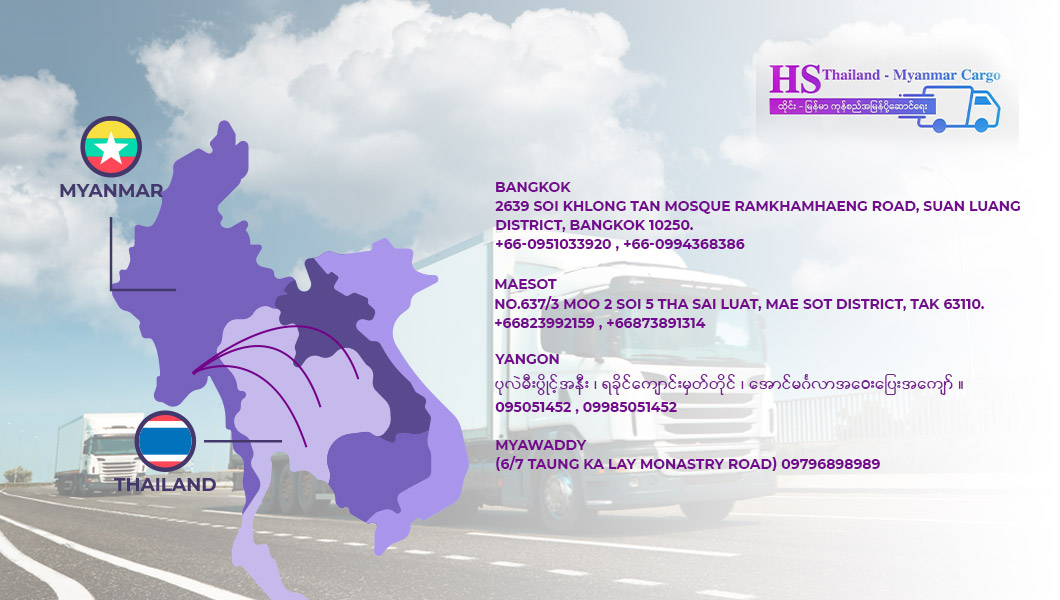 HS Thailand - Myanmar Cargo
ထိုင်း - မြန်မာ ကုန်စည်အမြန်ပို့ဆောင်ရေး
MYANMAR
THAILAND
BANGKOK
2639 SOI KHLONG TAN MOSQUE RAMKHAMHAENG ROAD, SUAN LUANG
DISTRICT, BANGKOK 10250.
+66-0951033920 , +66-0994368386
MAESOT
NO.637/3 MOO 2 SOI 5 THA SAI LUAT, MAE SOT DISTRICT, TAK 63110.
+66823992159 , +66873891314
YANGON
ပုလဲမီးပွိုင့်အနီး ၊ ရခိုင်ကျောင်းမှတ်တိုင် ၊ အောင်မင်္ဂလာအဝေးပြေးအကျော် ။
095051452 , 09985051452
MYAWADDY
(6/7 TAUNG KA LAY MONASTRY ROAD) 09796898989